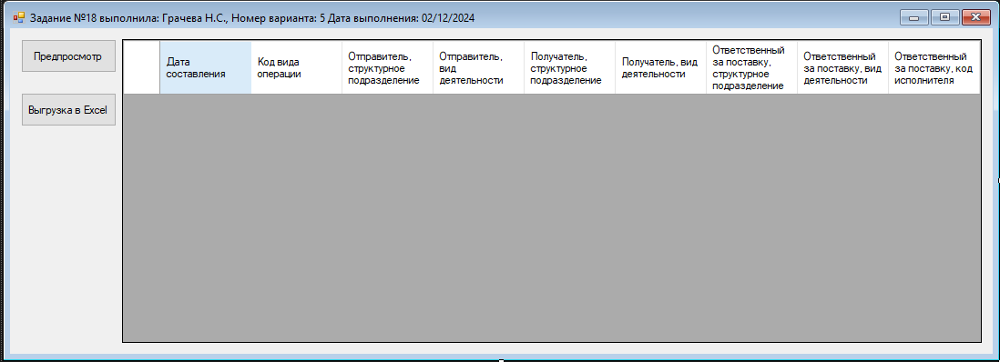 Задание №18 выполнила: Грачева Н.С., Номер варианта: 5 Дата выполнения: 02/12/2024
Предпросмотр
Выгрузка в Excel
Дата
составления
Код вида
операции
Отправитель,
структурное
подразделение
Отправитель,
вид
деятельности
Получатель,
структурное
подразделение
Получатель, вид
деятельности
Ответственный
за поставку,
структурное
подразделение
Ответственный
за поставку, вид
деятельности
Ответственный
за поставку, код
исполнителя